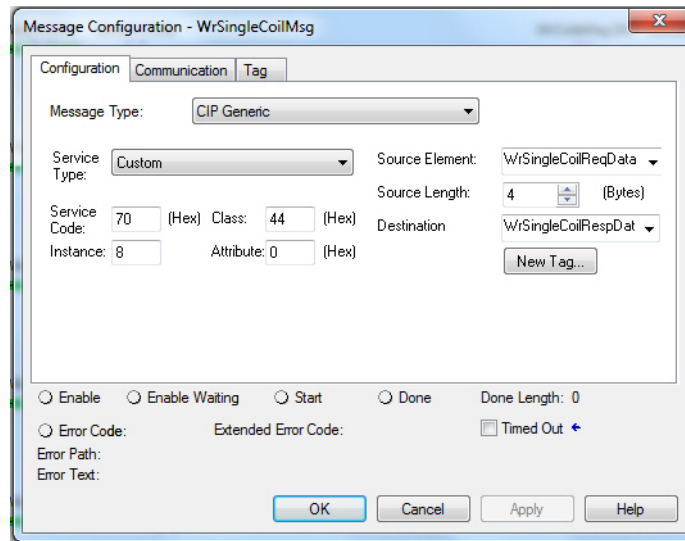 Message Configuration - WrSingleCoilMsg
Configuration Communication Tag
Message Type: CIP Generic
Service Type: Custom
Source Element: WrSingleCoilReqData
Source Length: 4 (Bytes)
Service Code: 70 (Hex) Class: 44 (Hex)
Destination WrSingleCoilRespDat
Instance: 8 Attribute: 0 (Hex)
New Tag...
Enable Enable Waiting Start Done Done Length: 0
Error Code: Extended Error Code: Timed Out
Error Path:
Error Text:
OK Cancel Apply Help